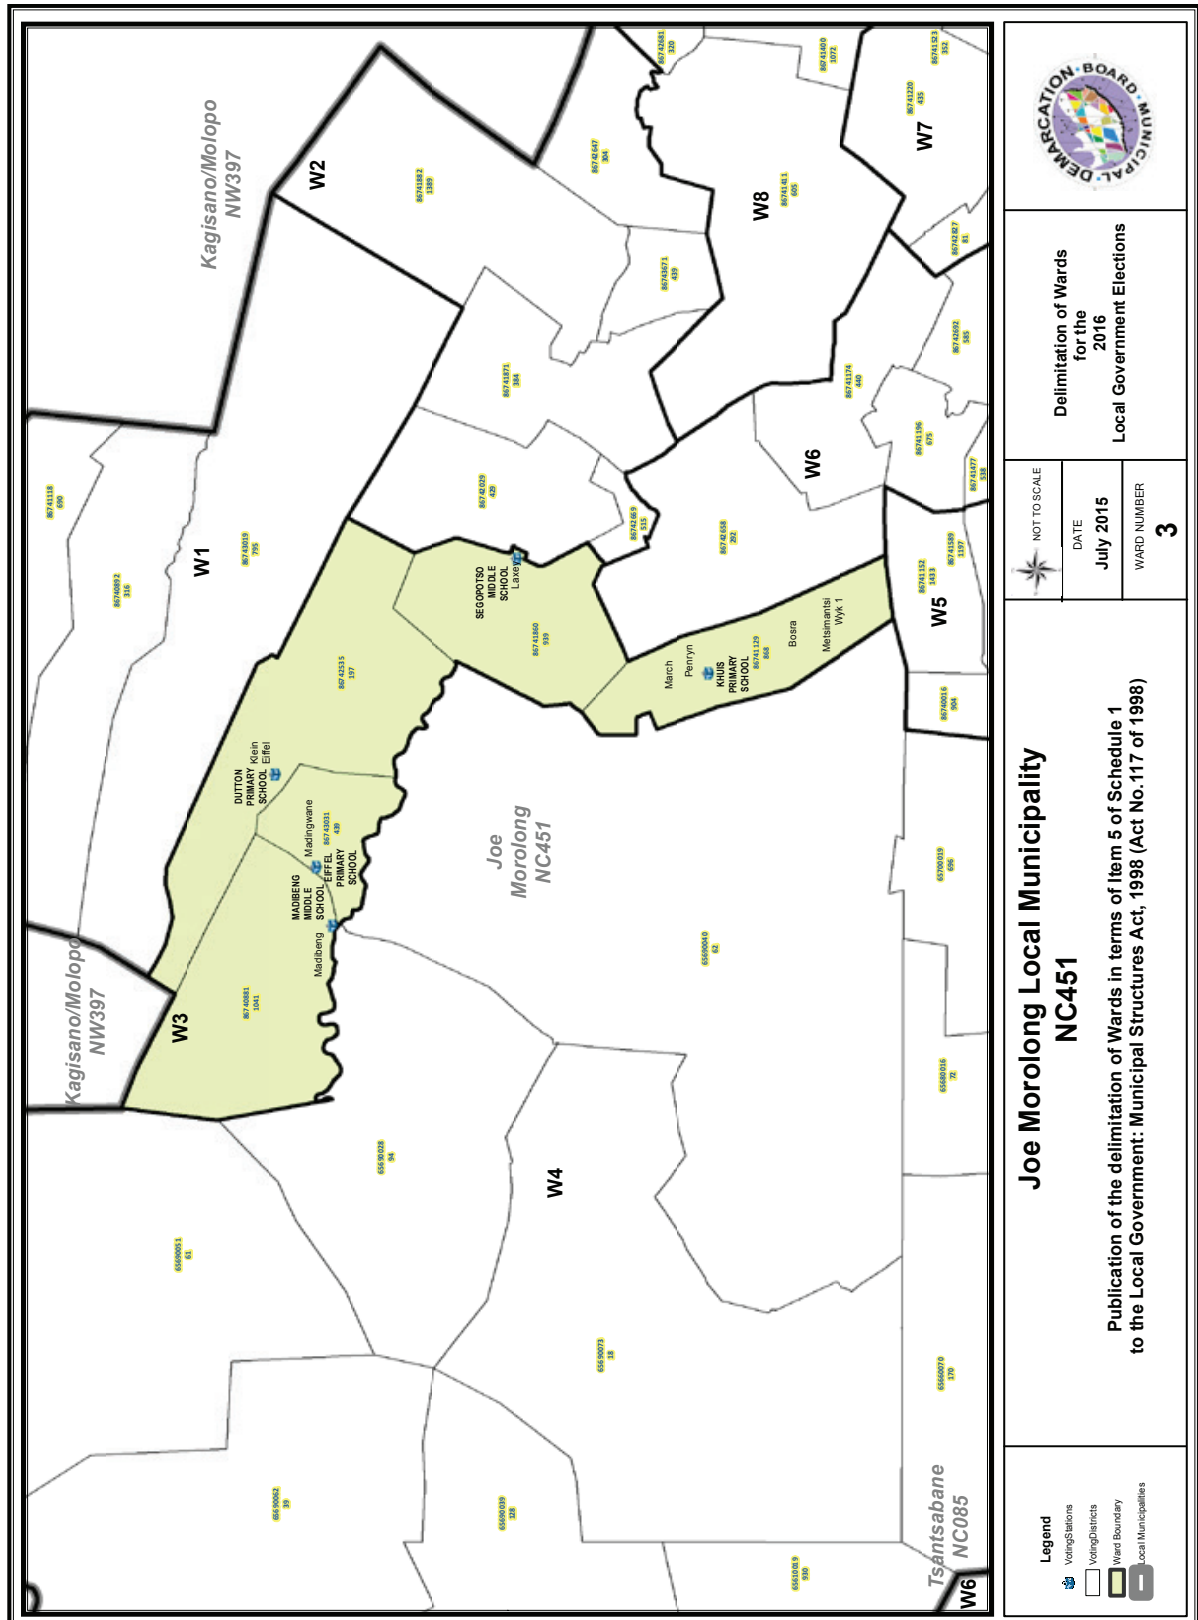 Kagisano/Molopo
NW397
Kagisano/Molopo
NW397
W2
W1
W3
W8
W7
W6
W5
W4
W6
Joe
Morolong
NC451
Tsantsabane
NC085
86741118
690
86740892
316
86743019
795
86741882
1389
86742647
304
86742681
320
86741400
1072
86741523
352
86741220
435
86741411
605
86742827
81
86743671
439
86741871
384
86742029
429
86742669
515
86742658
292
86741174
440
86742692
585
86741196
675
86741477
538
86741589
1197
86741152
1433
86740016
904
86742535
197
86741860
939
86741129
868
86743031
439
86740881
1041
65690051
61
65690028
94
65690040
62
65700019
696
65680016
72
65690073
18
65660070
170
65690062
39
65690039
128
65610019
930
SEGOPOTSO
MIDDLE
SCHOOL
Laxey
DUTTON
PRIMARY
SCHOOL
Klein
Eiffel
Madingwane
EIFFEL
PRIMARY
SCHOOL
MADIBENG
MIDDLE
SCHOOL
Madibeng
March
Penryn
KHUIS
PRIMARY
SCHOOL
Bosra
Metsimantsi
Wyk 1
Legend
VotingStations
VotingDistricts
Ward Boundary
Local Municipalities
Joe Morolong Local Municipality
NC451
Publication of the delimitation of Wards in terms of Item 5 of Schedule 1
to the Local Government: Municipal Structures Act, 1998 (Act No.117 of 1998)
NOT TO SCALE
DATE
July 2015
WARD NUMBER
3
Delimitation of Wards
for the
2016
Local Government Elections
MUNICIPAL DEMARCATION BOARD